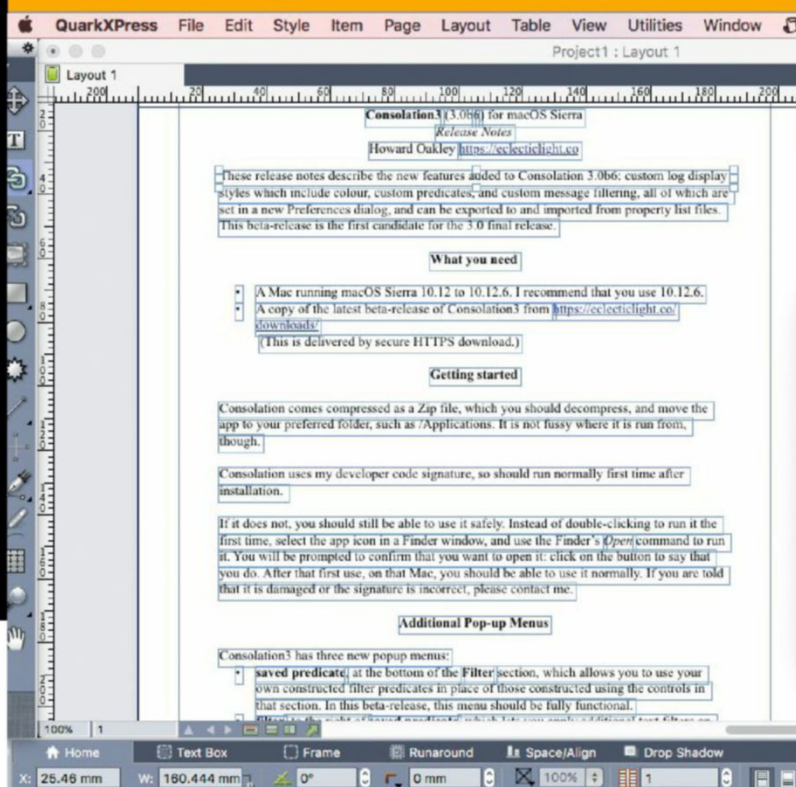 QuarkXPress File Edit Style Item Page Layout Table View Utilities Window
Project1 : Layout 1
Layout 1
200 20 40 60 80 100 120 140 160 180 200
Consolation3 (3.0b6) for macOS Sierra
Release Notes
Howard Oakley https://eclecticlight.co
These release notes describe the new features added to Consolation 3.0b6: custom log display
styles which include colour, custom predicates, and custom message filtering, all of which are
set in a new Preferences dialog, and can be exported to and imported from property list files.
This beta-release is the first candidate for the 3.0 final release.
What you need
• A Mac running macOS Sierra 10.12 to 10.12.6. I recommend that you use 10.12.6.
• A copy of the latest beta-release of Consolation3 from https://eclecticlight.co/
downloads/
(This is delivered by secure HTTPS download.)
Getting started
Consolation comes compressed as a Zip file, which you should decompress, and move the
app to your preferred folder, such as /Applications. It is not fussy where it is run from,
though.
Consolation uses my developer code signature, so should run normally first time after
installation.
If it does not, you should still be able to use it safely. Instead of double-clicking to run it the
first time, select the app icon in a Finder window, and use the Finder's Open command to run
it. You will be prompted to confirm that you want to open it: click on the button to say that
you do. After that first use, on that Mac, you should be able to use it normally. If you are told
that it is damaged or the signature is incorrect, please contact me.
Additional Pop-up Menus
Consolation3 has three new popup menus:
• saved predicate, at the bottom of the Filter section, which allows you to use your
own constructed filter predicates in place of those constructed using the controls in
that section. In this beta-release, this menu should be fully functional.
100% 1
Home Text Box Frame Runaround Space/Align Drop Shadow
X: 25.46 mm W: 160.444 mm 0° 0 mm 100% 1